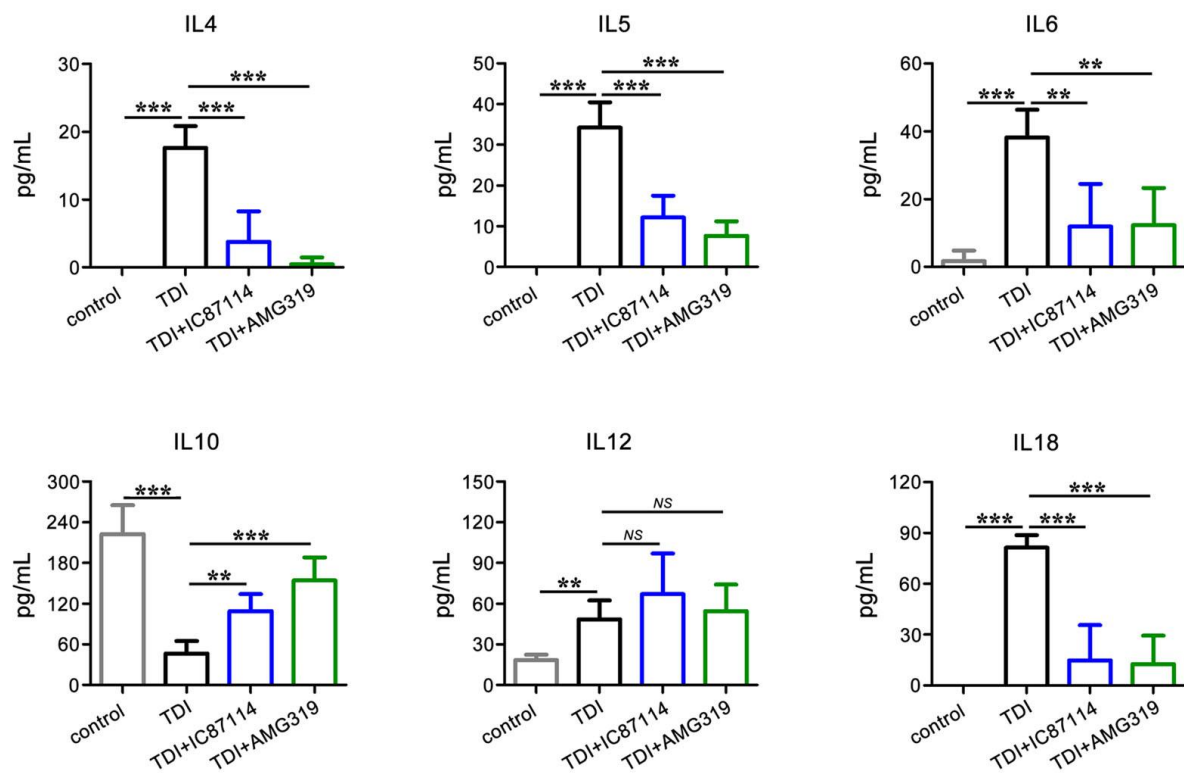 IL4
30
20
10
0
pg/mL
***
*** ***
control
TDI
TDI+IC87114
TDI+AMG319
IL5
50
40
30
20
10
0
pg/mL
***
*** ***
control
TDI
TDI+IC87114
TDI+AMG319
IL6
60
40
20
0
pg/mL
**
*** **
control
TDI
TDI+IC87114
TDI+AMG319
IL10
300
240
180
120
60
0
pg/mL
***
***
**
control
TDI
TDI+IC87114
TDI+AMG319
IL12
150
120
90
60
30
0
pg/mL
NS
NS
**
control
TDI
TDI+IC87114
TDI+AMG319
IL18
120
90
60
30
0
pg/mL
***
*** ***
control
TDI
TDI+IC87114
TDI+AMG319